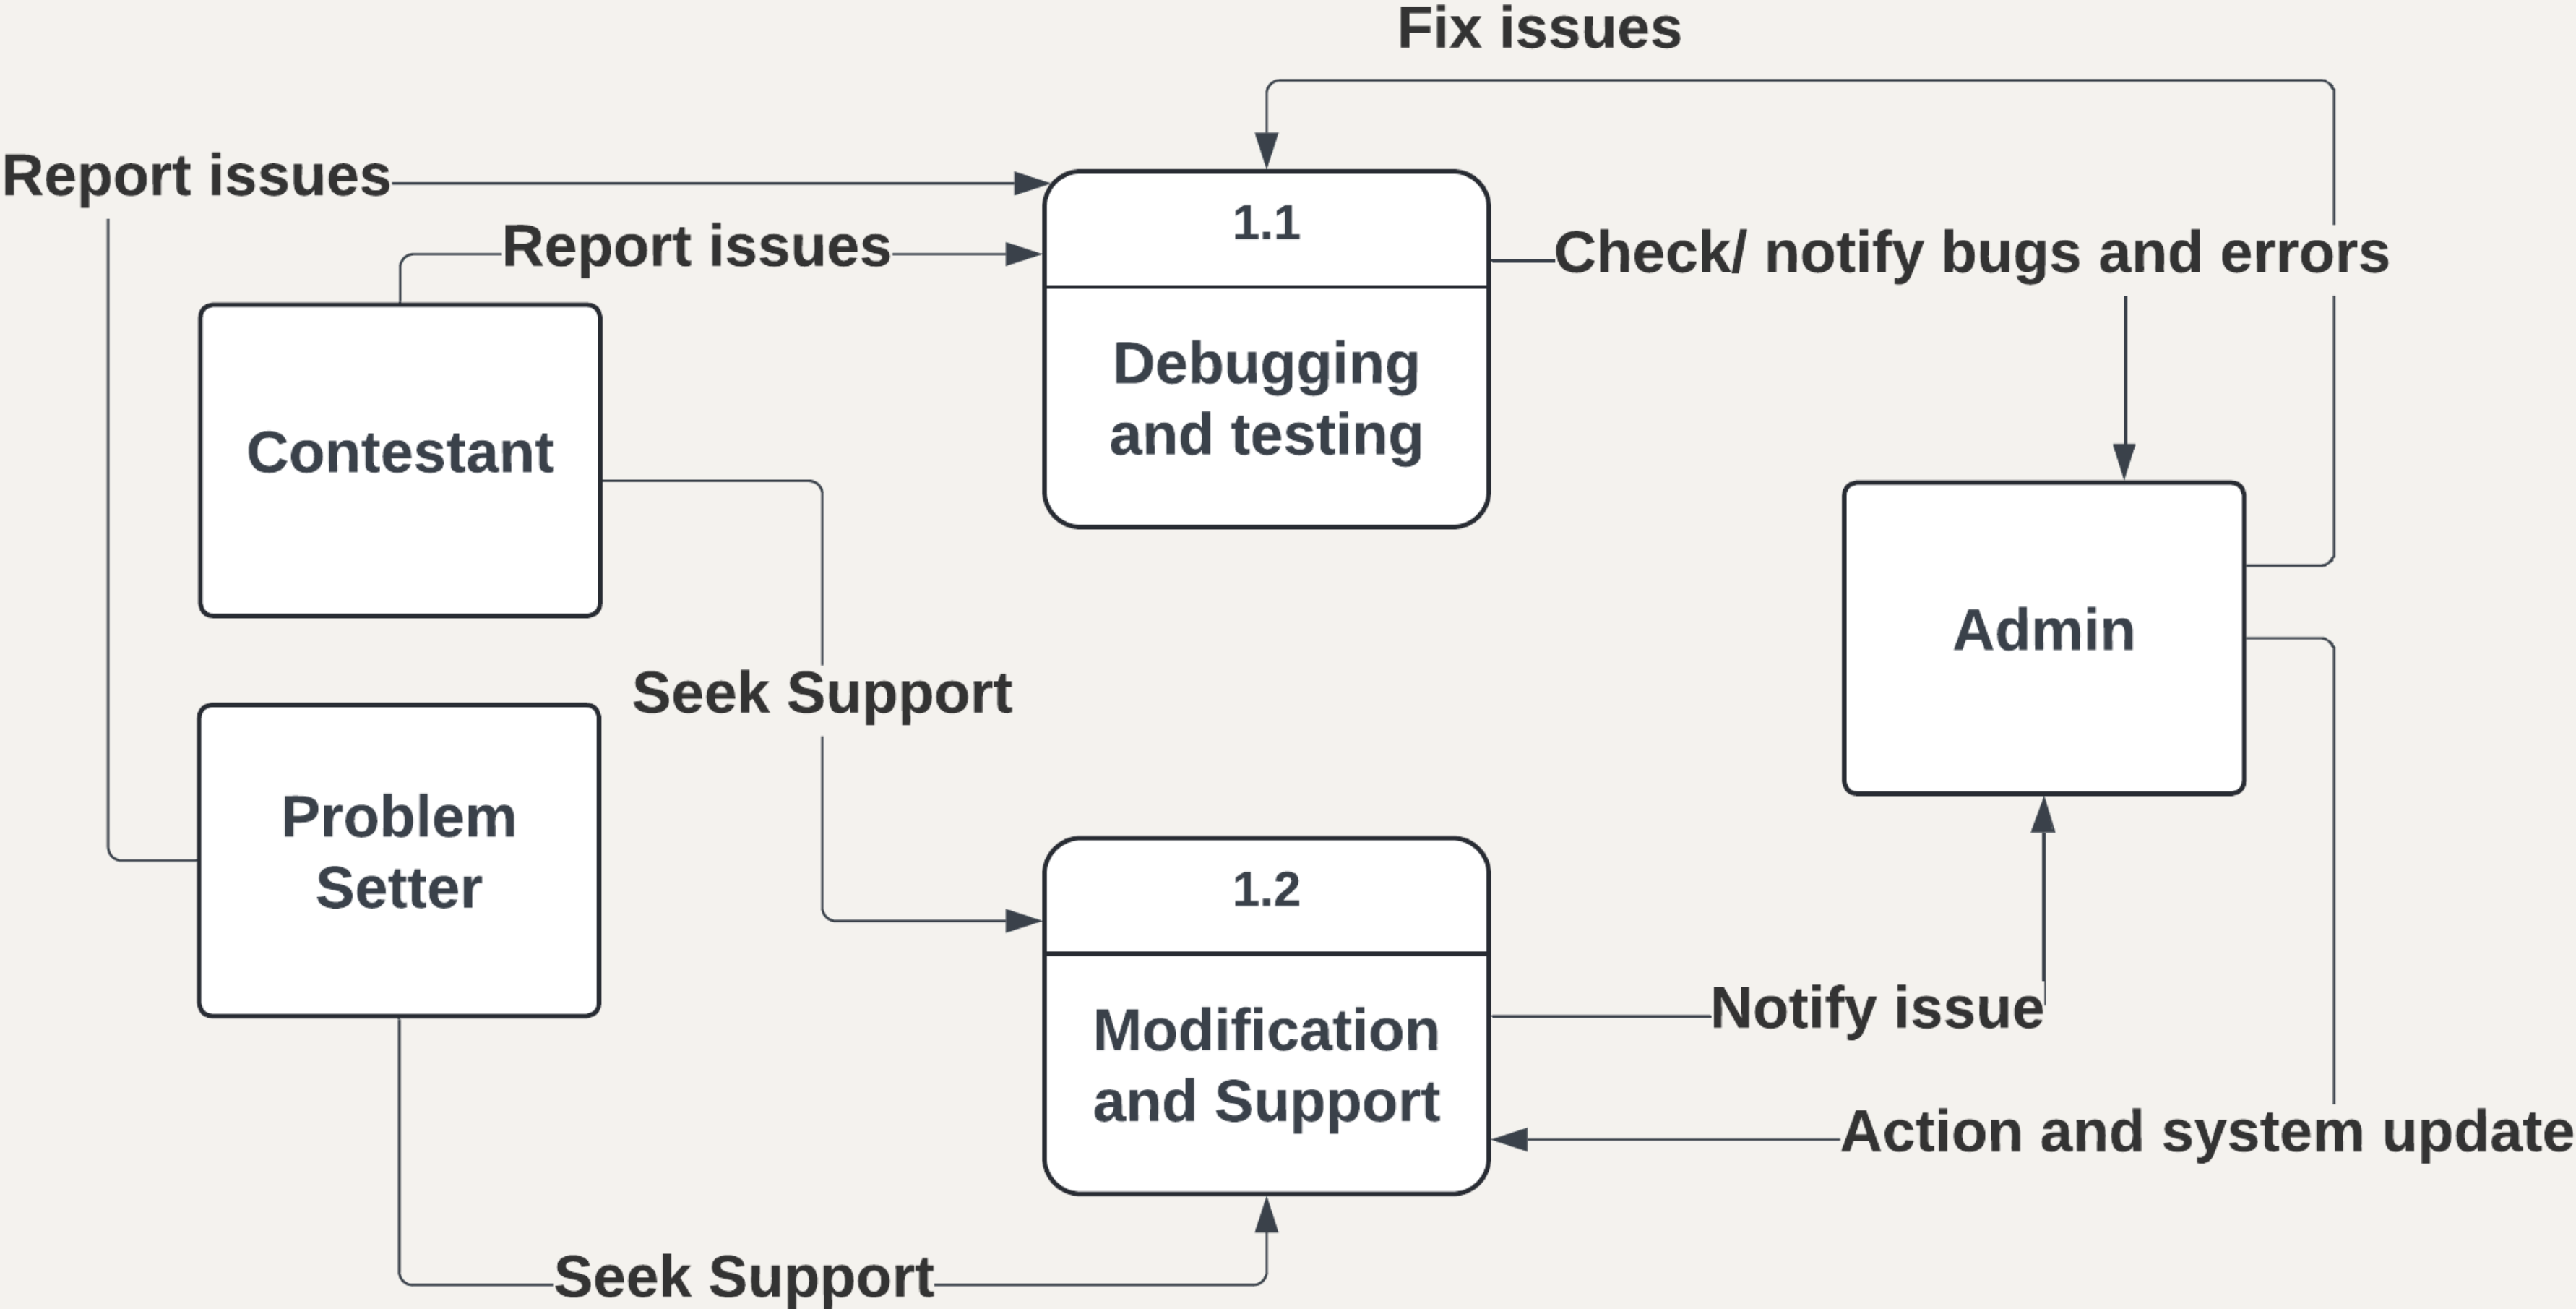 Fix issues
Report issues
Report issues
1.1
Check/ notify bugs and errors
Debugging
and testing
Contestant
Admin
Seek Support
Problem
Setter
1.2
Notify issue
Modification
and Support
Action and system update
Seek Support